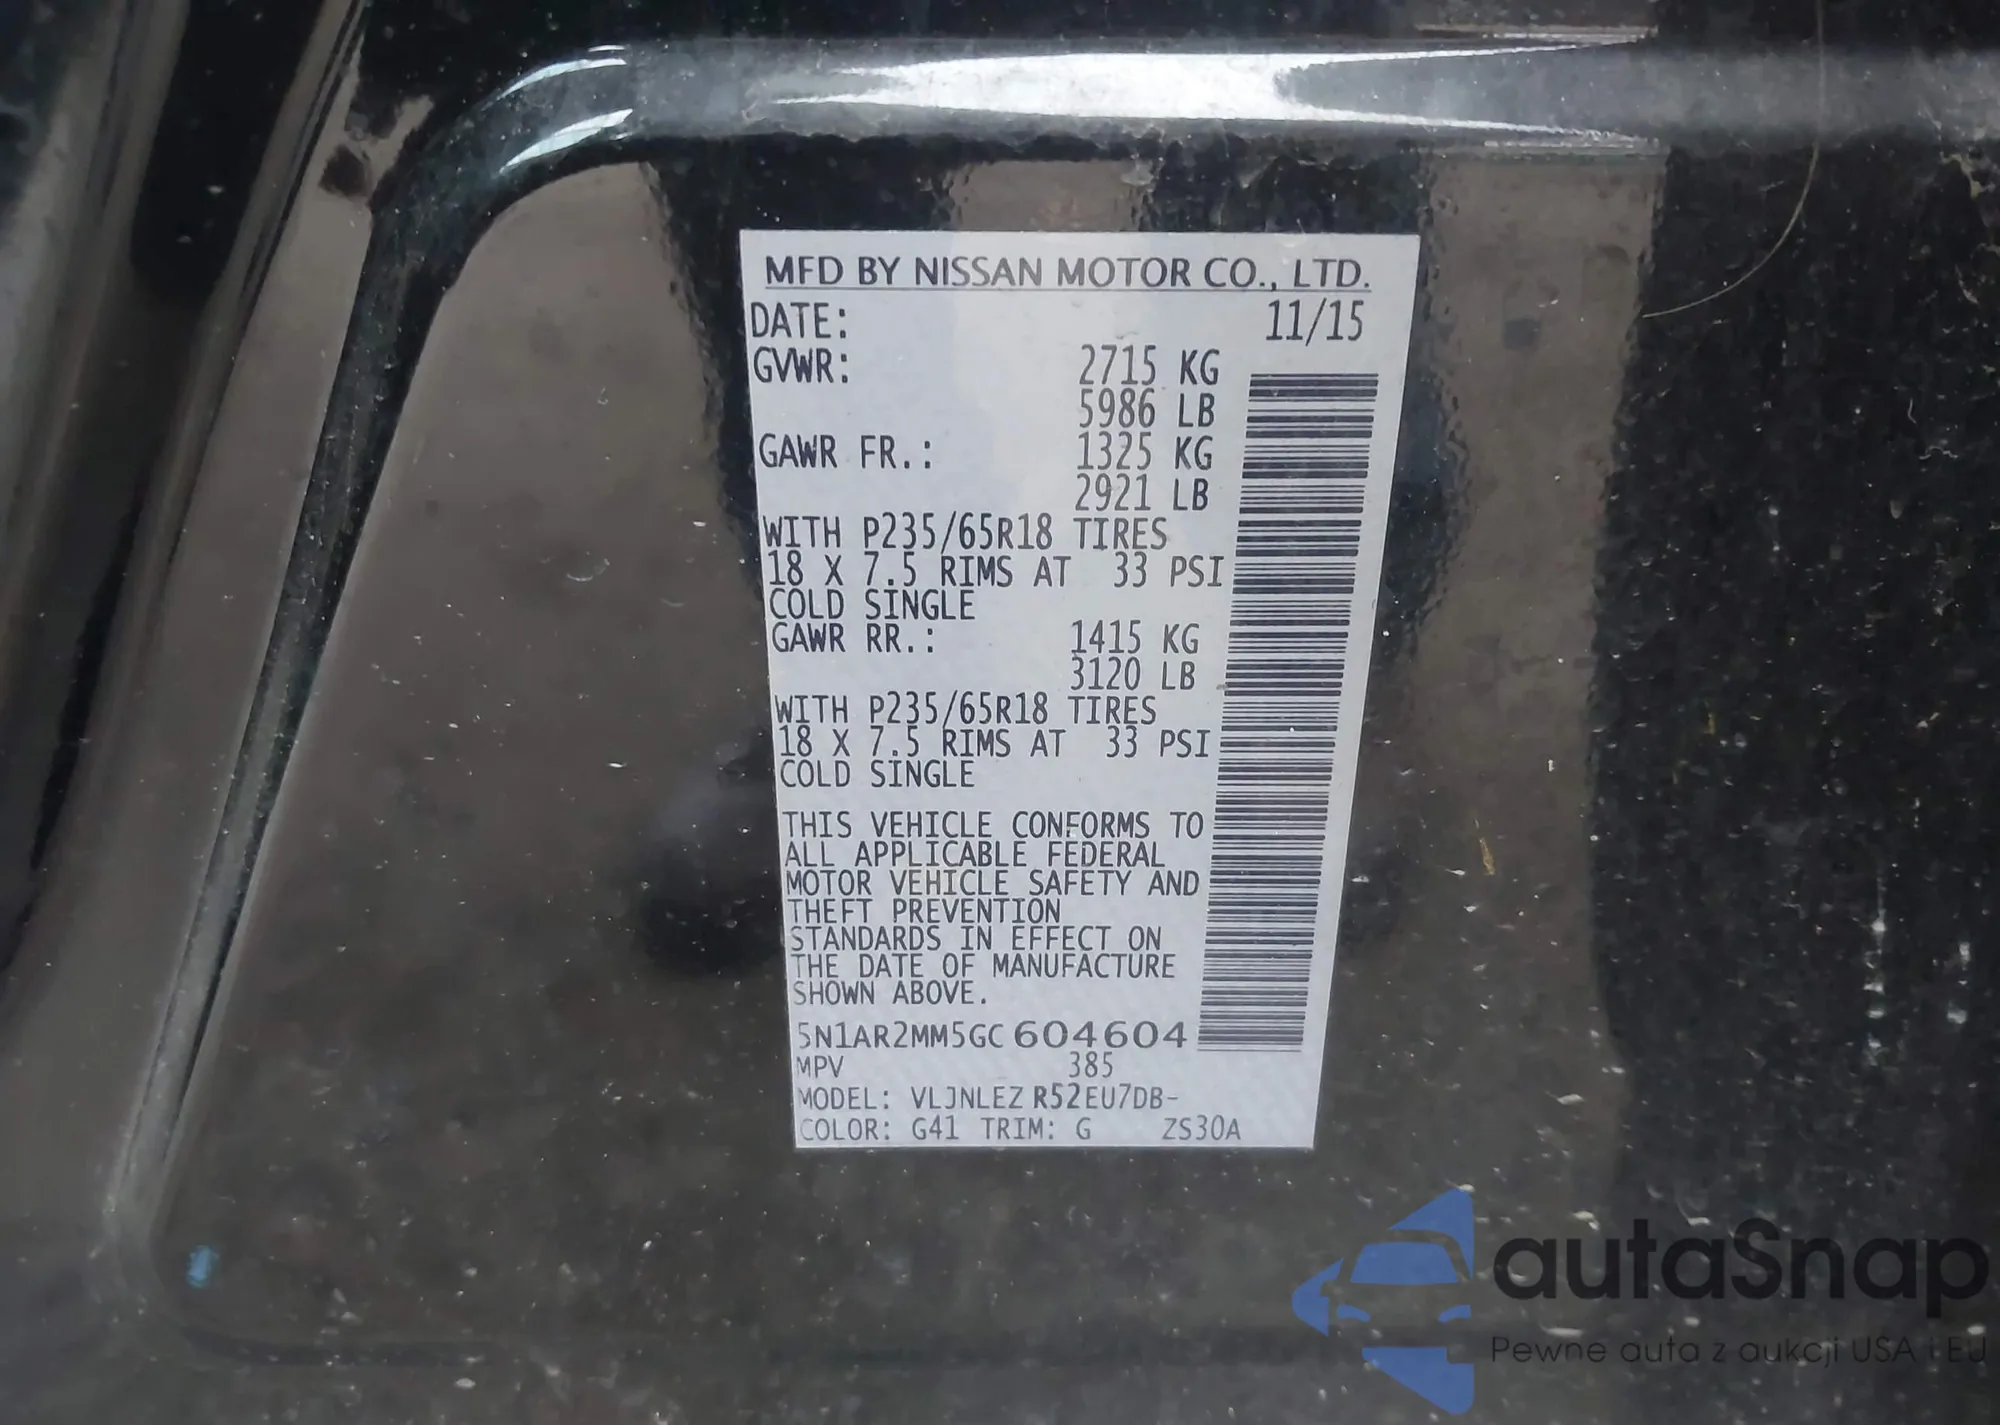 MFD BY NISSAN MOTOR CO., LTD.
DATE: 11/15
GVWR: 2715 KG
5986 LB
GAWR FR.: 1325 KG
2921 LB
WITH P235/65R18 TIRES
18 X 7.5 RIMS AT 33 PSI
COLD SINGLE
GAWR RR.: 1415 KG
3120 LB
WITH P235/65R18 TIRES
18 X 7.5 RIMS AT 33 PSI
COLD SINGLE
THIS VEHICLE CONFORMS TO
ALL APPLICABLE FEDERAL
MOTOR VEHICLE SAFETY AND
THEFT PREVENTION
STANDARDS IN EFFECT ON
THE DATE OF MANUFACTURE
SHOWN ABOVE.
5N1AR2MM5GC604604
MPV 385
MODEL: VLJNLEZ R52EU7DB-
COLOR: G41 TRIM: G ZS30A
autaSnap
Pewne auta z aukcji USA i EU